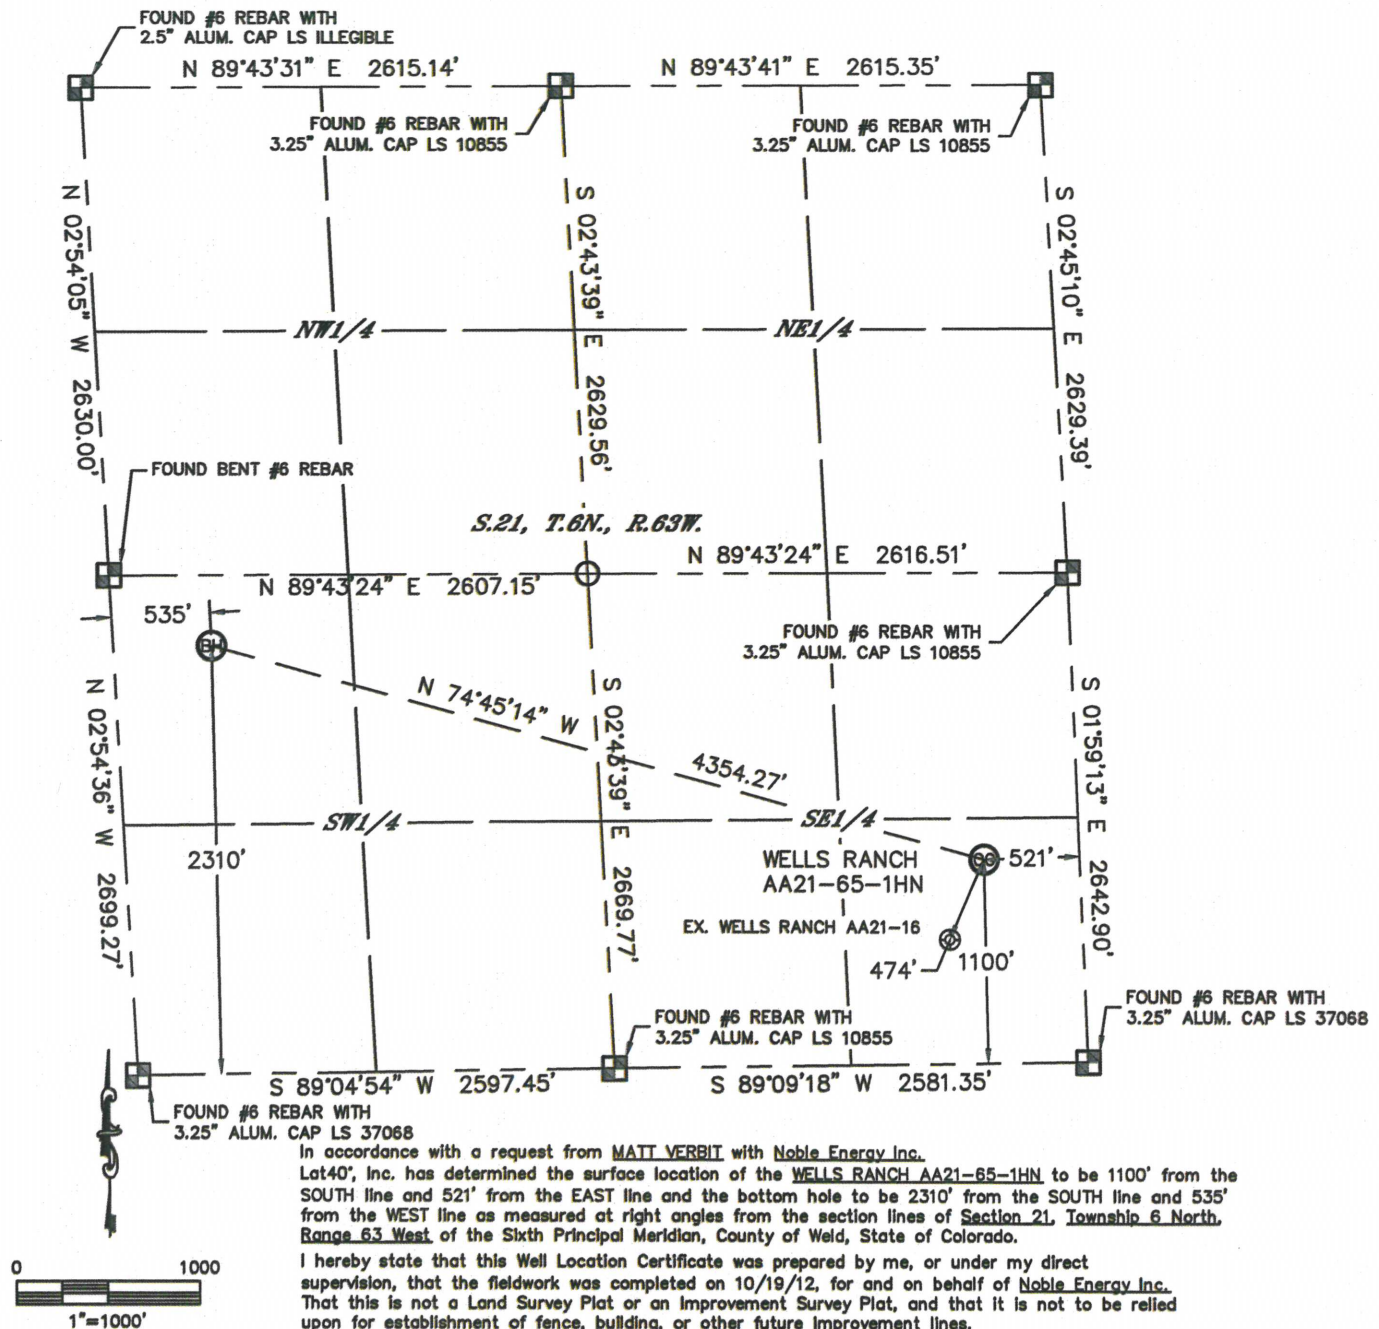 FOUND #6 REBAR WITH
2.5" ALUM. CAP LS ILLEGIBLE
N 89°43'31" E 2615.14'
N 89°43'41" E 2615.35'
FOUND #6 REBAR WITH
3.25" ALUM. CAP LS 10855
FOUND #6 REBAR WITH
3.25" ALUM. CAP LS 10855
N 02°54'05" W 2630.00'
S 02°43'39" E 2629.56'
S 02°45'10" E 2629.39'
NW1/4
NE1/4
FOUND BENT #6 REBAR
S.21, T.6N., R.63W.
N 89°43'24" E 2607.15'
N 89°43'24" E 2616.51'
535'
BH
FOUND #6 REBAR WITH
3.25" ALUM. CAP LS 10855
N 74°45'14" W
4354.27'
N 02°54'36" W 2699.27'
S 02°43'39" E 2669.77'
S 01°59'13" E 2642.90'
SW1/4
SE1/4
2310'
WELLS RANCH
AA21-65-1HN
521'
EX. WELLS RANCH AA21-16
474'
1100'
FOUND #6 REBAR WITH
3.25" ALUM. CAP LS 10855
FOUND #6 REBAR WITH
3.25" ALUM. CAP LS 37068
S 89°04'54" W 2597.45'
S 89°09'18" W 2581.35'
FOUND #6 REBAR WITH
3.25" ALUM. CAP LS 37068
In accordance with a request from MATT VERBIT with Noble Energy Inc.
Lat40°, Inc. has determined the surface location of the WELLS RANCH AA21-65-1HN to be 1100' from the
SOUTH line and 521' from the EAST line and the bottom hole to be 2310' from the SOUTH line and 535'
from the WEST line as measured at right angles from the section lines of Section 21, Township 6 North,
Range 63 West of the Sixth Principal Meridian, County of Weld, State of Colorado.
I hereby state that this Well Location Certificate was prepared by me, or under my direct
supervision, that the fieldwork was completed on 10/19/12, for and on behalf of Noble Energy Inc.
That this is not a Land Survey Plat or an Improvement Survey Plat, and that it is not to be relied
upon for establishment of fence, building, or other future improvement lines.
0 1000
1"=1000'